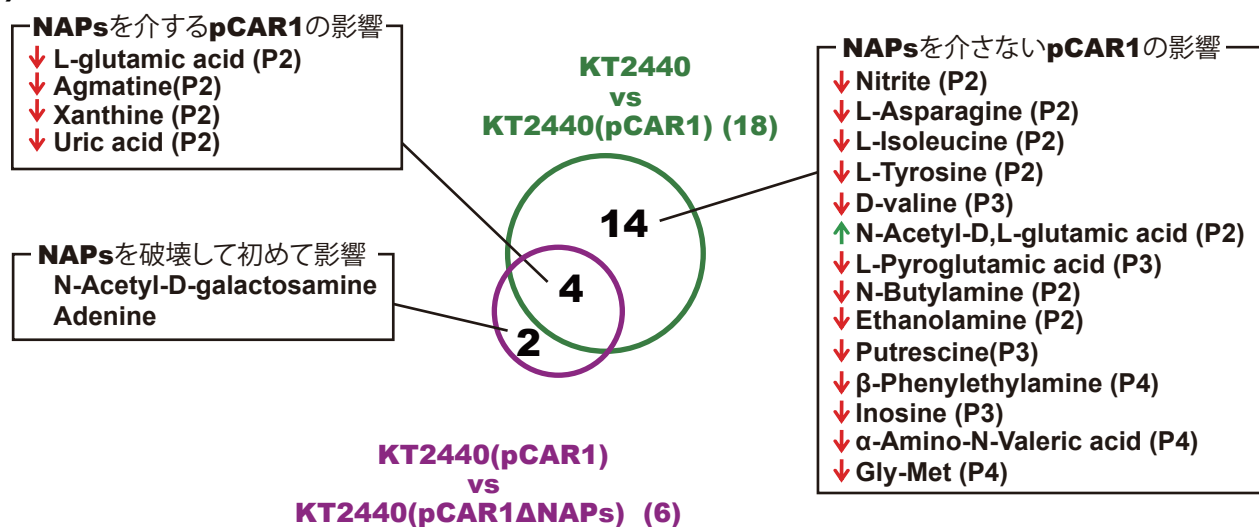 NAPsを介するpCAR1の影響
↓ L-glutamic acid (P2)
↓ Agmatine(P2)
↓ Xanthine (P2)
↓ Uric acid (P2)
NAPsを破壊して初めて影響
N-Acetyl-D-galactosamine
Adenine
KT2440
vs
KT2440(pCAR1) (18)
14
4
2
KT2440(pCAR1)
vs
KT2440(pCAR1ΔNAPs) (6)
NAPsを介さないpCAR1の影響
↓ Nitrite (P2)
↓ L-Asparagine (P2)
↓ L-Isoleucine (P2)
↓ L-Tyrosine (P2)
↓ D-valine (P3)
↑ N-Acetyl-D,L-glutamic acid (P2)
↓ L-Pyroglutamic acid (P3)
↓ N-Butylamine (P2)
↓ Ethanolamine (P2)
↓ Putrescine(P3)
↓ β-Phenylethylamine (P4)
↓ Inosine (P3)
↓ α-Amino-N-Valeric acid (P4)
↓ Gly-Met (P4)